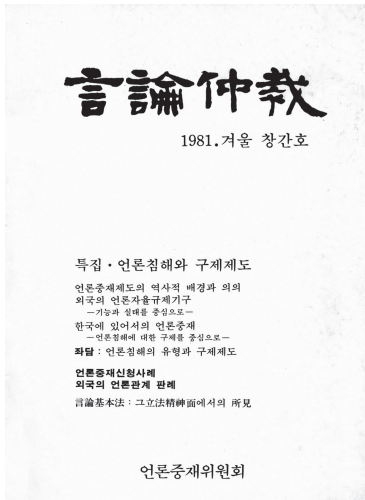 言論仲裁
1981.겨울 창간호
특집·언론침해와 구제제도
언론중재제도의 역사적 배경과 의의
외국의 언론자율규제기구
—기능과 실태를 중심으로—
한국에 있어서의 언론중재
—언론침해에 대한 구제를 중심으로—
좌담 : 언론침해의 유형과 구제제도
언론중재신청사례
외국의 언론관계 판례
言論基本法 : 그立法精神面에서의 所見
언론중재위원회